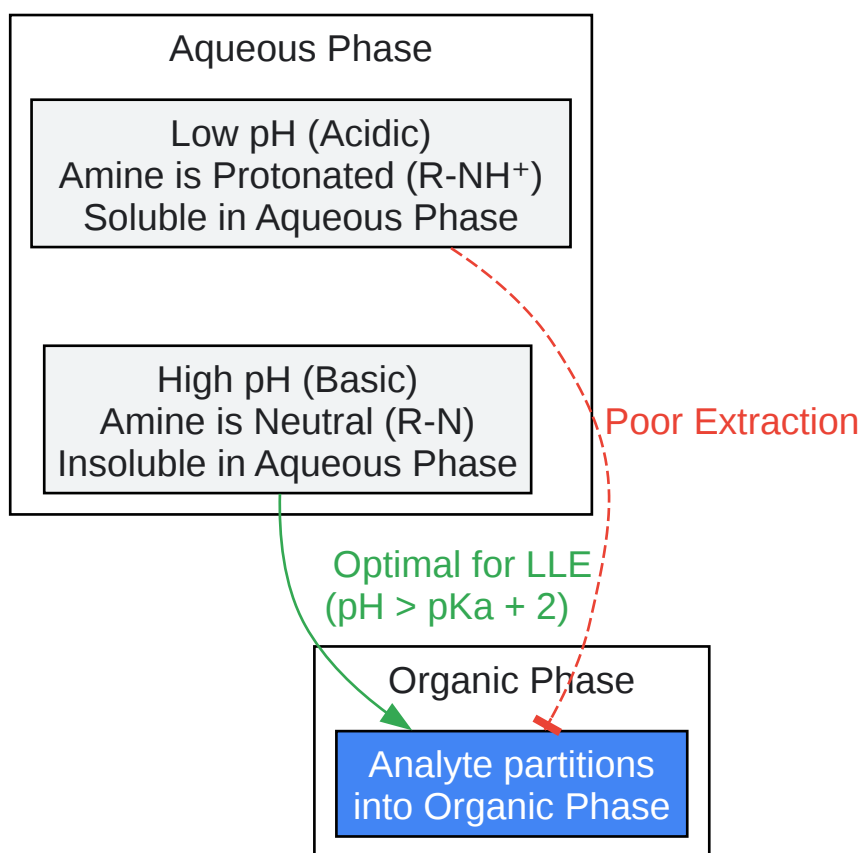 Aqueous Phase
Low pH (Acidic)
Amine is Protonated (R-NH⁺)
Soluble in Aqueous Phase
High pH (Basic)
Amine is Neutral (R-N)
Insoluble in Aqueous Phase
Poor Extraction
Optimal for LLE
(pH > pKa + 2)
Organic Phase
Analyte partitions
into Organic Phase